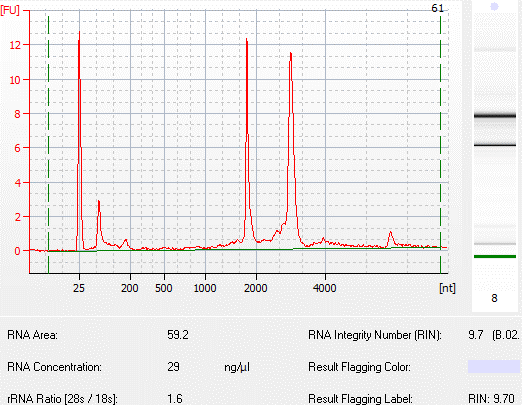 [FU]
61
12
10
8
6
4
2
0
25 200 500 1000 2000 4000 [nt]
8
RNA Area: 59.2 RNA Integrity Number (RIN): 9.7 (B.02.
RNA Concentration: 29 ng/µl Result Flagging Color:
rRNA Ratio [28s / 18s]: 1.6 Result Flagging Label: RIN: 9.70